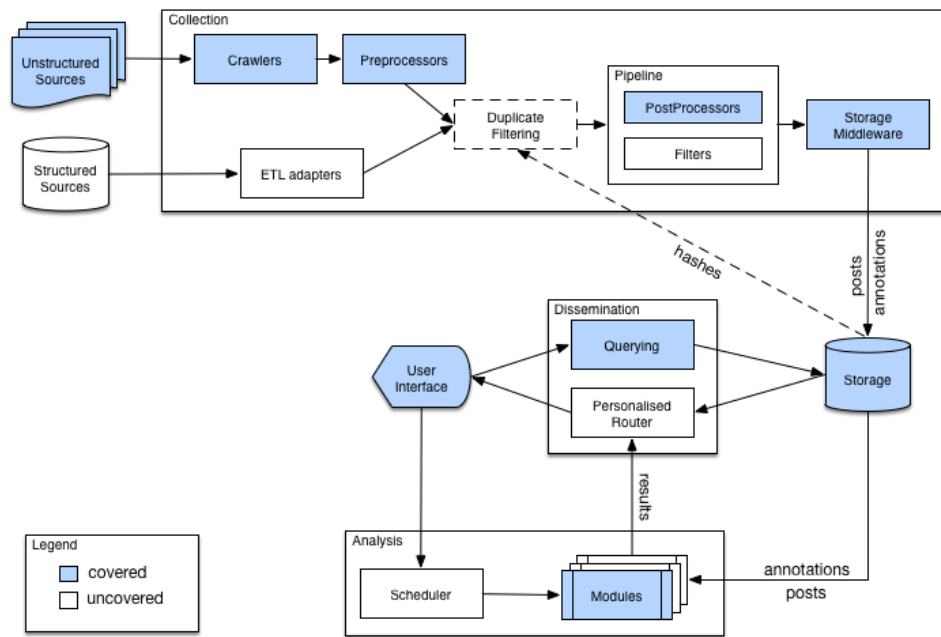 Collection
Unstructured
Sources
Crawlers
Preprocessors
Pipeline
PostProcessors
Filters
Duplicate
Filtering
Storage
Middleware
Structured
Sources
ETL adapters
hashes
posts
annotations
Dissemination
Querying
Personalised
Router
User
Interface
Storage
results
Analysis
Scheduler
Modules
annotations
posts
Legend
covered
uncovered